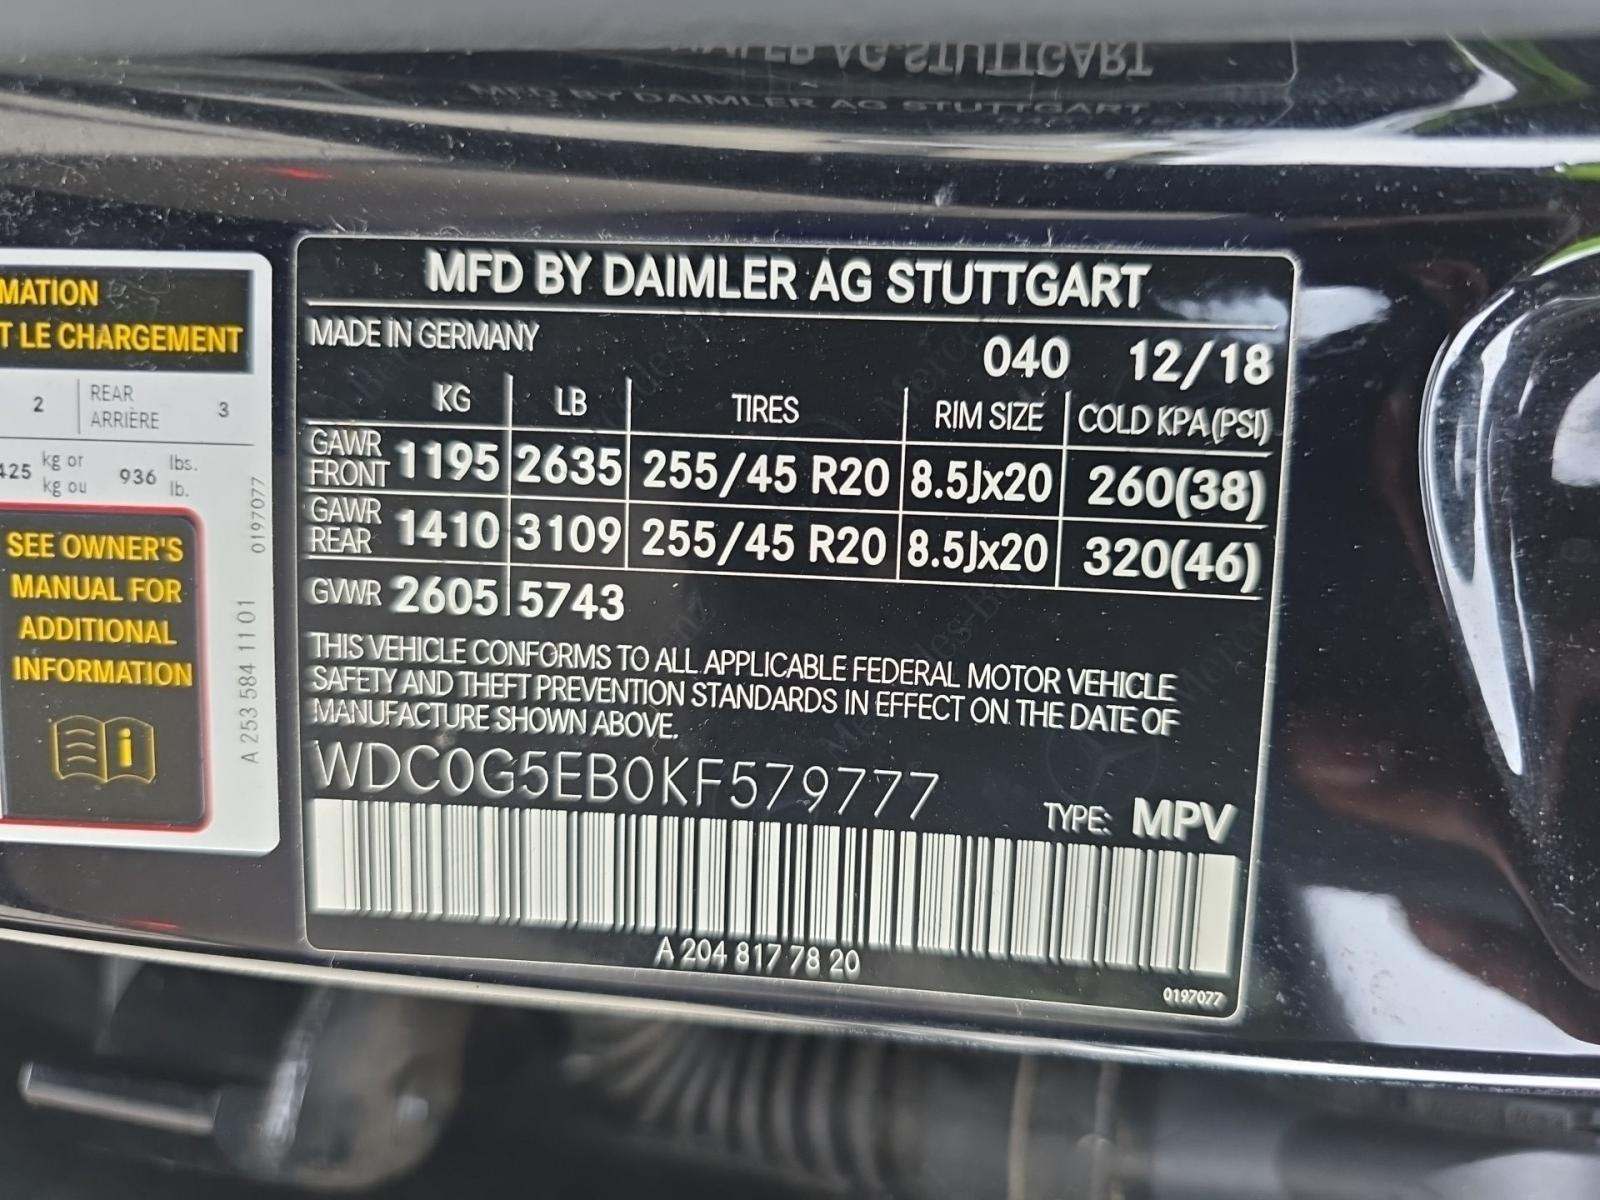 MATION
T LE CHARGEMENT
2 REAR ARRIÈRE 3
425 kg or kg ou 936 lbs. lb.
SEE OWNER'S
MANUAL FOR
ADDITIONAL
INFORMATION
0197077
A 253 584 11 01
MFD BY DAIMLER AG STUTTGART
MADE IN GERMANY
040 12/18
KG LB TIRES RIM SIZE COLD KPA(PSI)
GAWR FRONT 1195 2635 255/45 R20 8.5Jx20 260(38)
GAWR REAR 1410 3109 255/45 R20 8.5Jx20 320(46)
GVWR 2605 5743
THIS VEHICLE CONFORMS TO ALL APPLICABLE FEDERAL MOTOR VEHICLE
SAFETY AND THEFT PREVENTION STANDARDS IN EFFECT ON THE DATE OF
MANUFACTURE SHOWN ABOVE.
WDC0G5EB0KF579777
TYPE: MPV
A 204 817 78 20
0197077